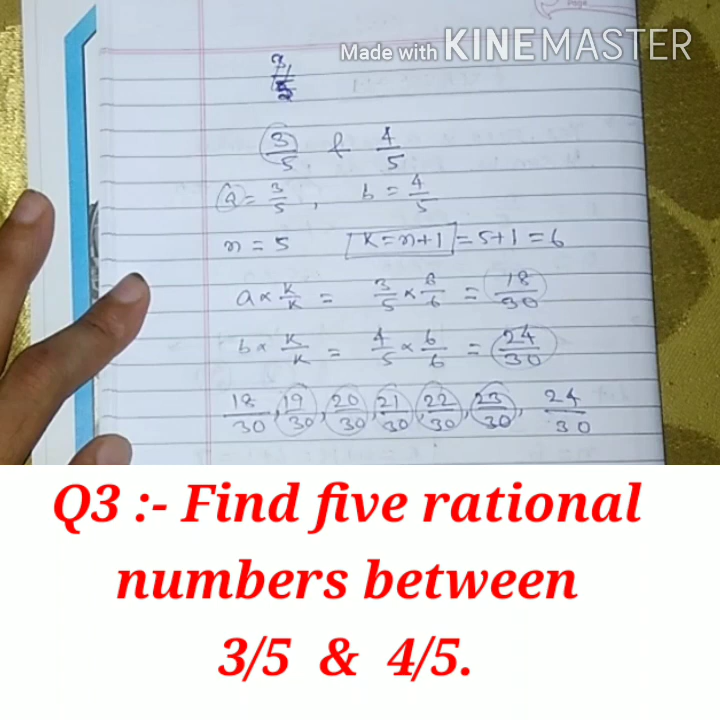 Page
Made with KINEMASTER
3/5 & 4/5
a = 3/5, b = 4/5
n = 5 K = n+1 = 5+1 = 6
a × K/K = 3/5 × 6/6 = 18/30
b × K/K = 4/5 × 6/6 = 24/30
18/30, 19/30, 20/30, 21/30, 22/30, 23/30, 24/30
Q3 :- Find five rational
numbers between
3/5 & 4/5.